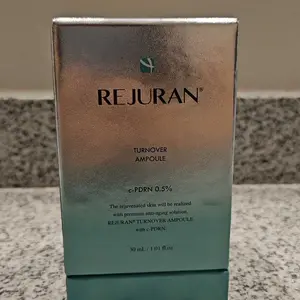 REJURAN®
TURNOVER
AMPOULE
c-PDRN 0.5%
The rejuvenated skin will be realized
with premium anti-aging solution,
REJURAN® TURNOVER AMPOULE
with c-PDRN.
30 mL / 1.01 fl.oz